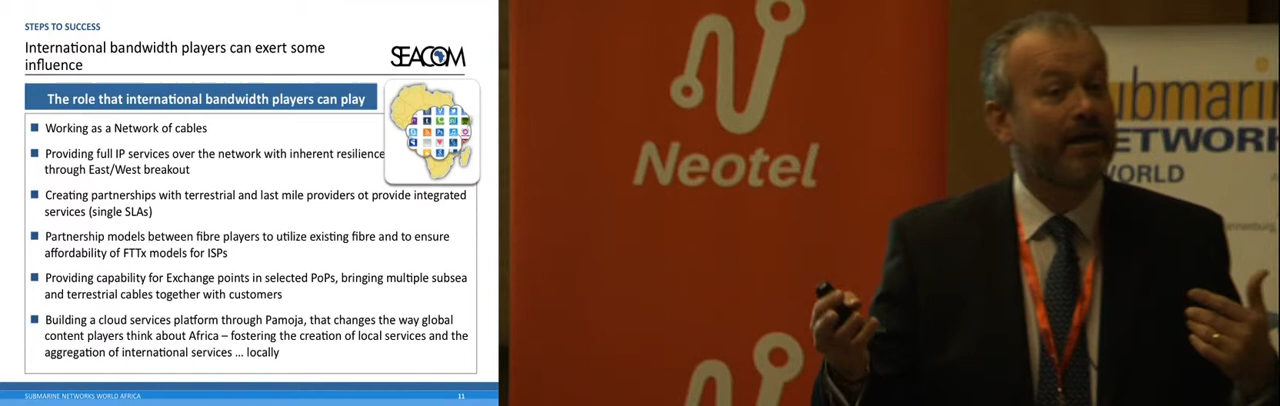 STEPS TO SUCCESS
International bandwidth players can exert some
influence
SEACOM
The role that international bandwidth players can play
Working as a Network of cables
Providing full IP services over the network with inherent resilience
through East/West breakout
Creating partnerships with terrestrial and last mile providers ot provide integrated
services (single SLAs)
Partnership models between fibre players to utilize existing fibre and to ensure
affordability of FTTx models for ISPs
Providing capability for Exchange points in selected PoPs, bringing multiple subsea
and terrestrial cables together with customers
Building a cloud services platform through Pamoja, that changes the way global
content players think about Africa – fostering the creation of local services and the
aggregation of international services ... locally
SUBMARINE NETWORKS WORLD AFRICA
11
Neotel
ubmari
ETWORK
WORLD